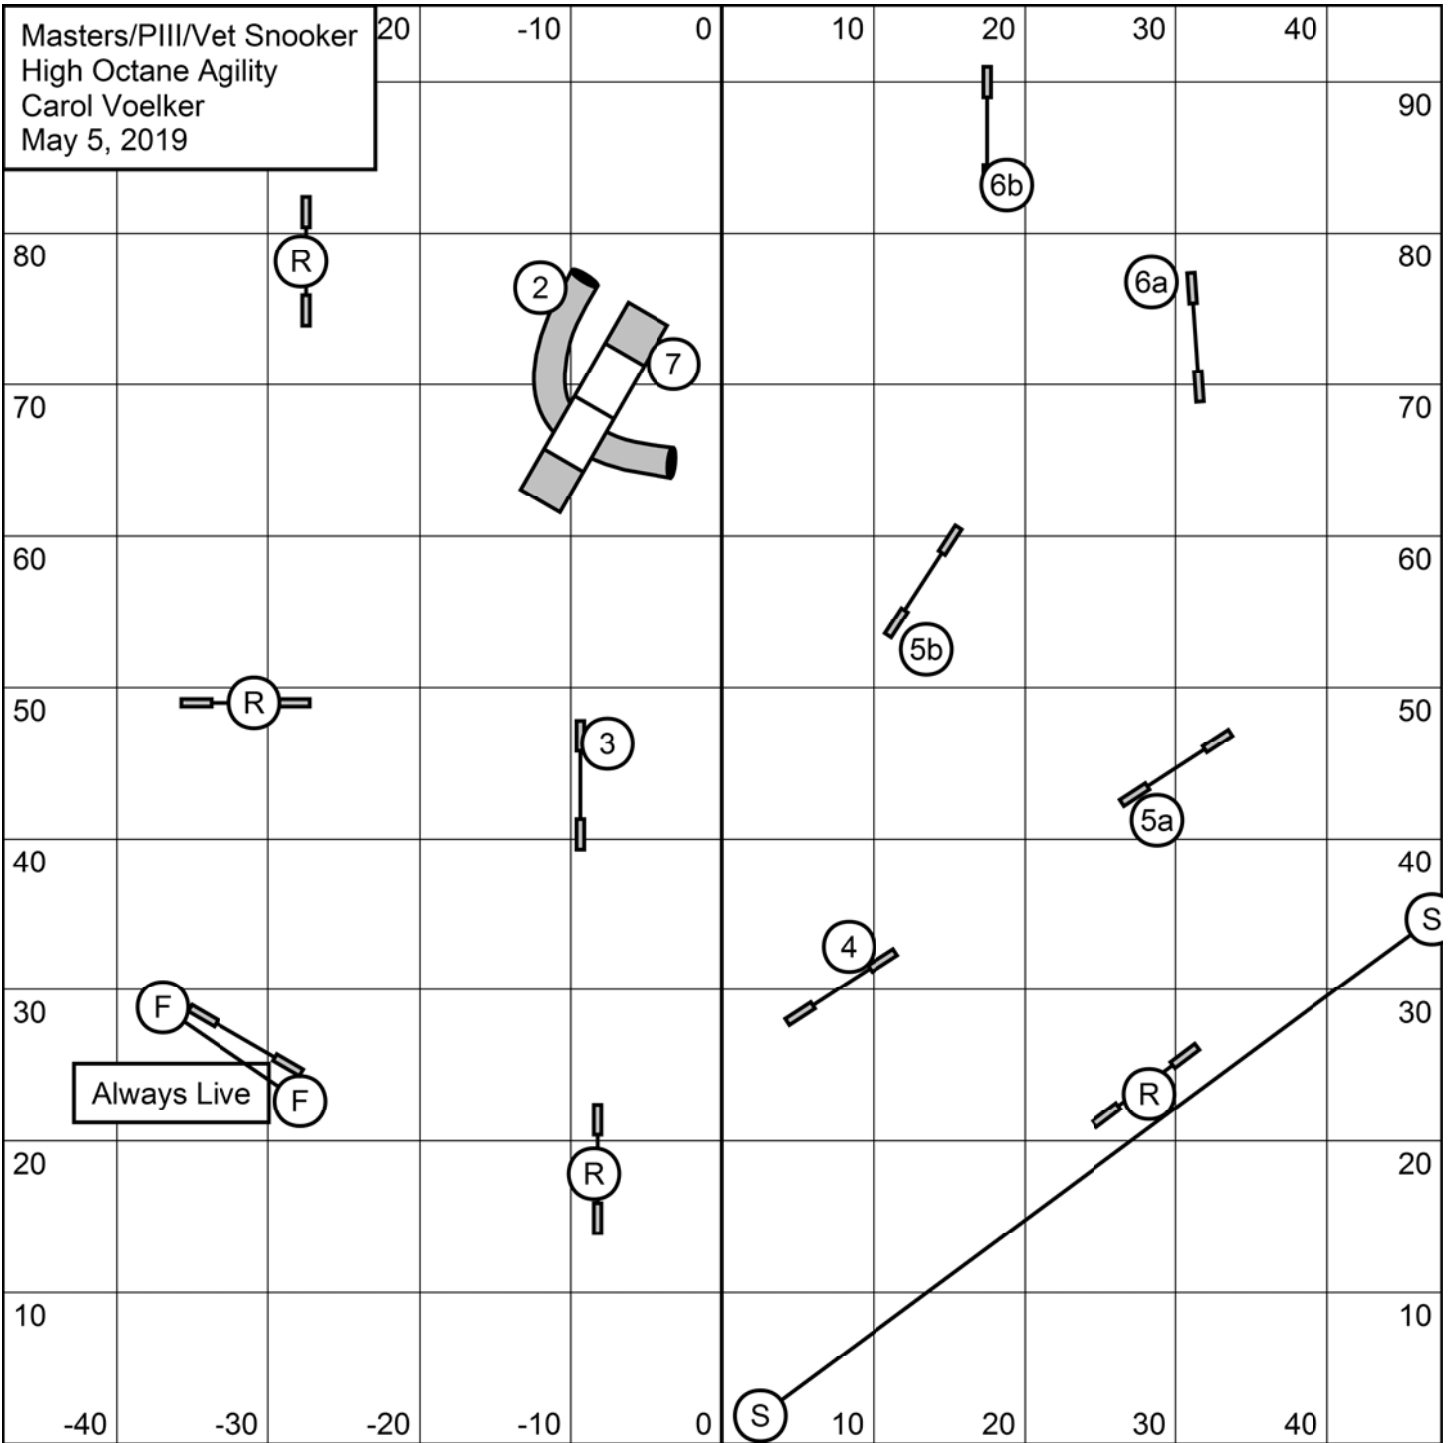 Masters/PIII/Vet Snooker
High Octane Agility
Carol Voelker
May 5, 2019
20 -10 0 10 20 30 40
90
6b
80 R 2 6a 80
7
70 70
60 60
5b
50 R 3 50
5a
40 40
4 S
30 F 30
Always Live F R
20 R 20
10 10
-40 -30 -20 -10 0 S 10 20 30 40